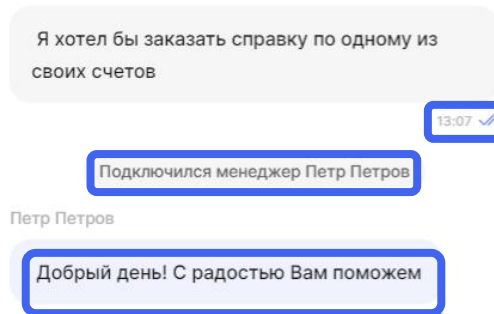 Я хотел бы заказать справку по одному из
своих счетов
13:07
Подключился менеджер Петр Петров
Петр Петров
Добрый день! С радостью Вам поможем